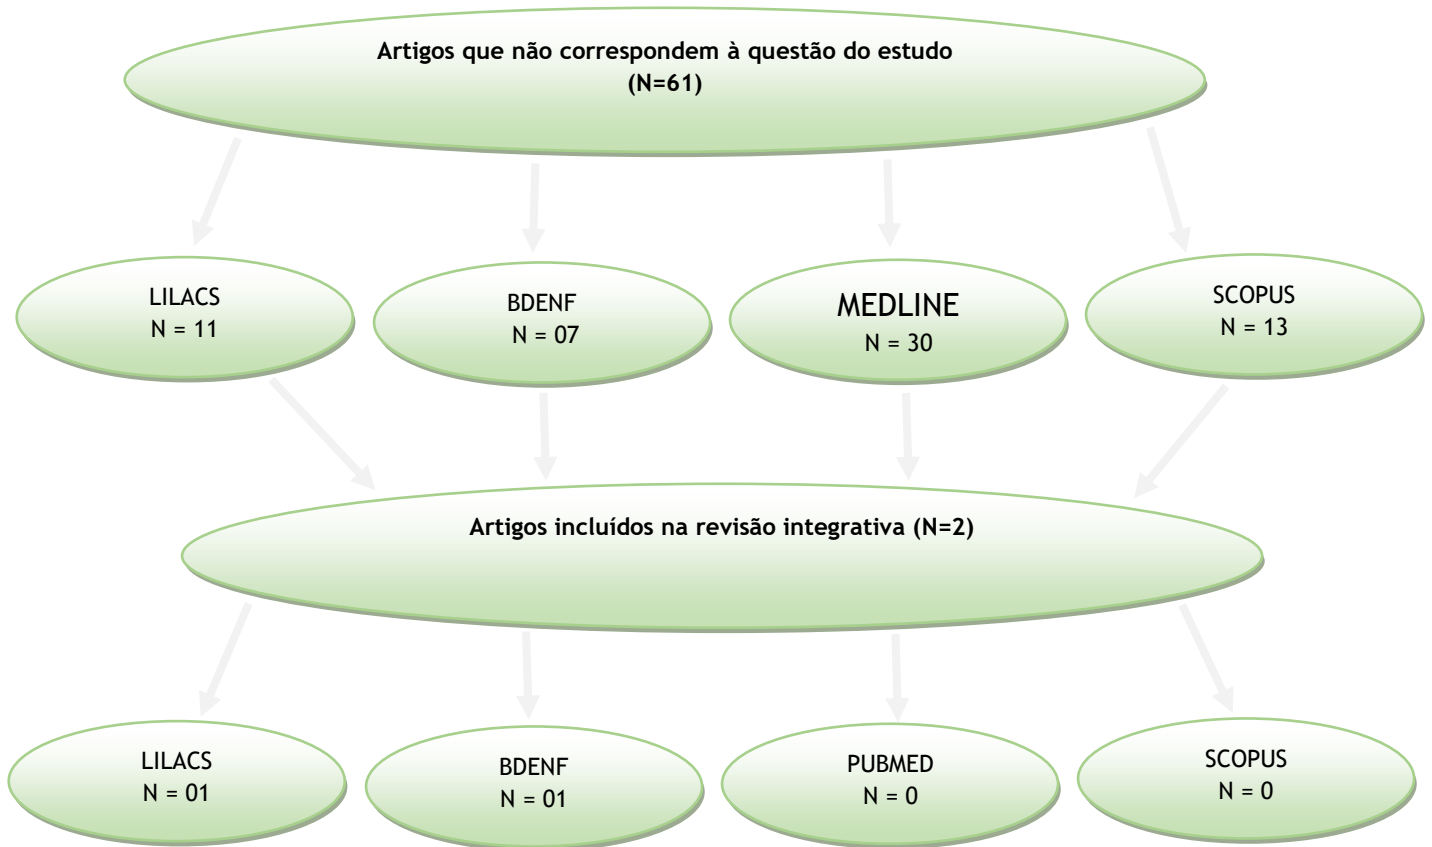 Artigos que não correspondem à questão do estudo
(N=61)
LILACS
N = 11
BDENF
N = 07
MEDLINE
N = 30
SCOPUS
N = 13
Artigos incluídos na revisão integrativa (N=2)
LILACS
N = 01
BDENF
N = 01
PUBMED
N = 0
SCOPUS
N = 0